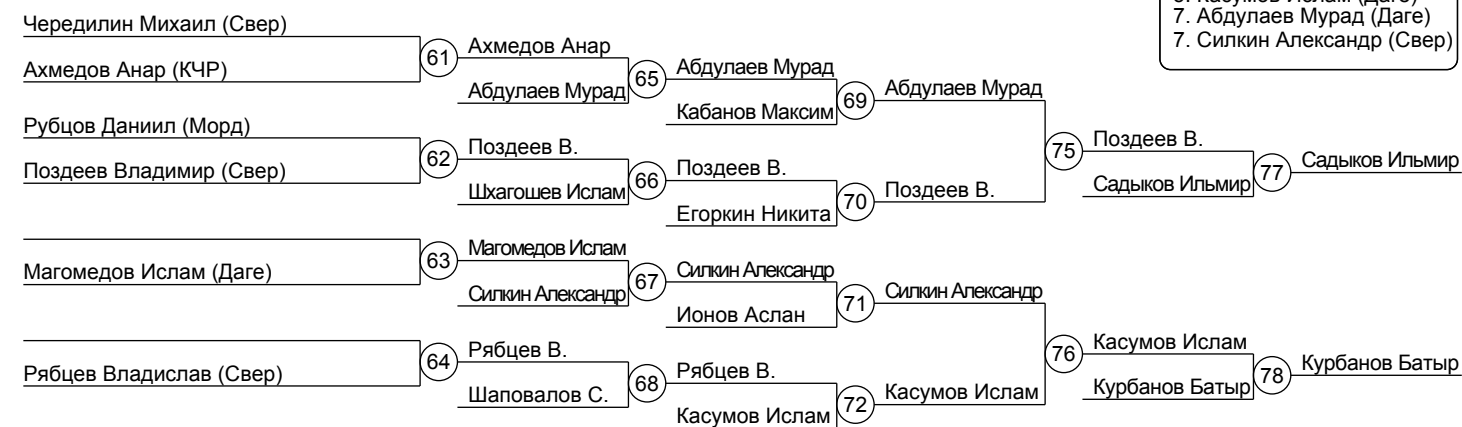 5. Касумов Ислам (Даге)
7. Абдулаев Мурад (Даге)
7. Силкин Александр (Свер)
Чередилин Михаил (Свер)
61
Ахмедов Анар
Ахмедов Анар (КЧР)
Абдулаев Мурад
65
Абдулаев Мурад
Кабанов Максим
69
Абдулаев Мурад
Рубцов Даниил (Морд)
62
Поздеев В.
Поздеев Владимир (Свер)
Шхагошев Ислам
66
Поздеев В.
Егоркин Никита
70
Поздеев В.
75
Поздеев В.
Садыков Ильмир
77
Садыков Ильмир
Магомедов Ислам (Даге)
63
Магомедов Ислам
Силкин Александр
67
Силкин Александр
Ионов Аслан
71
Силкин Александр
Рябцев Владислав (Свер)
64
Рябцев В.
Шаповалов С.
68
Рябцев В.
Касумов Ислам
72
Касумов Ислам
76
Касумов Ислам
Курбанов Батыр
78
Курбанов Батыр